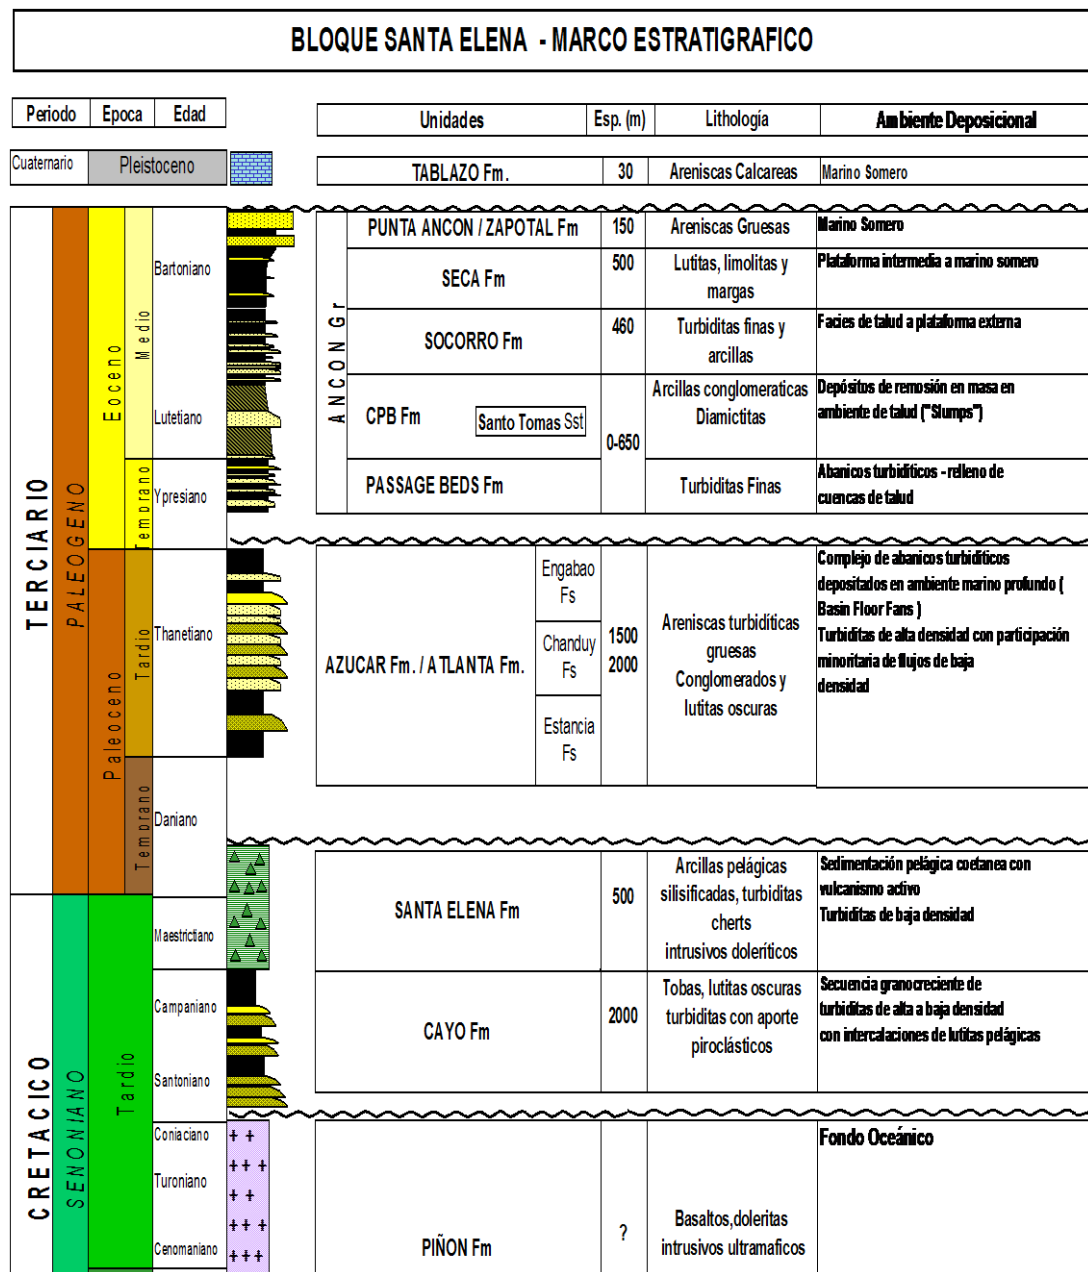 BLOQUE SANTA ELENA - MARCO ESTRATIGRAFICO
Periodo Epoca Edad
Unidades Esp. (m) Lithología Ambiente Deposicional
Cuaternario Pleistoceno
TABLAZO Fm. 30 Areniscas Calcareas Marino Somero
TERCIARIO
PALEOGENO
Eoceno
Medio
Bartoniano
Lutetiano
Temprano
Ypresiano
Paleoceno
Tardio
Thanetiano
Temprano
Daniano
CRETACICO
SENONIANO
Tardio
Maestrictiano
Campaniano
Santoniano
Coniaciano
Turoniano
Cenomaniano
ANCON Gr
PUNTA ANCON / ZAPOTAL Fm 150 Areniscas Gruesas Marino Somero
SECA Fm
500
Lutitas, limolitas y
margas
Plataforma intermedia a marino somero
SOCORRO Fm
460
Turbiditas finas y
arcillas
Facies de talud a plataforma externa
CPB Fm
Santo Tomas Sst
0-650
Arcillas conglomeraticas
Diamictitas
Depósitos de remosión en masa en
ambiente de talud ("Slumps")
PASSAGE BEDS Fm
Turbiditas Finas
Abanicos turbidíticos - relleno de
cuencas de talud
AZUCAR Fm. / ATLANTA Fm.
Engabao
Fs
Chanduy
Fs
Estancia
Fs
1500
2000
Areniscas turbidíticas
gruesas
Conglomerados y
lutitas oscuras
Complejo de abanicos turbidíticos
depositados en ambiente marino profundo (
Basin Floor Fans )
Turbiditas de alta densidad con participación
minoritaria de flujos de baja
densidad
SANTA ELENA Fm
500
Arcillas pelágicas
silisificadas, turbiditas
cherts
intrusivos doleríticos
Sedimentación pelágica coetanea con
vulcanismo activo
Turbiditas de baja densidad
CAYO Fm
2000
Tobas, lutitas oscuras
turbiditas con aporte
piroclásticos
Secuencia granocreciente de
turbiditas de alta a baja densidad
con intercalaciones de lutitas pelágicas
PIÑON Fm
?
Basaltos,doleritas
intrusivos ultramaficos
Fondo Oceánico